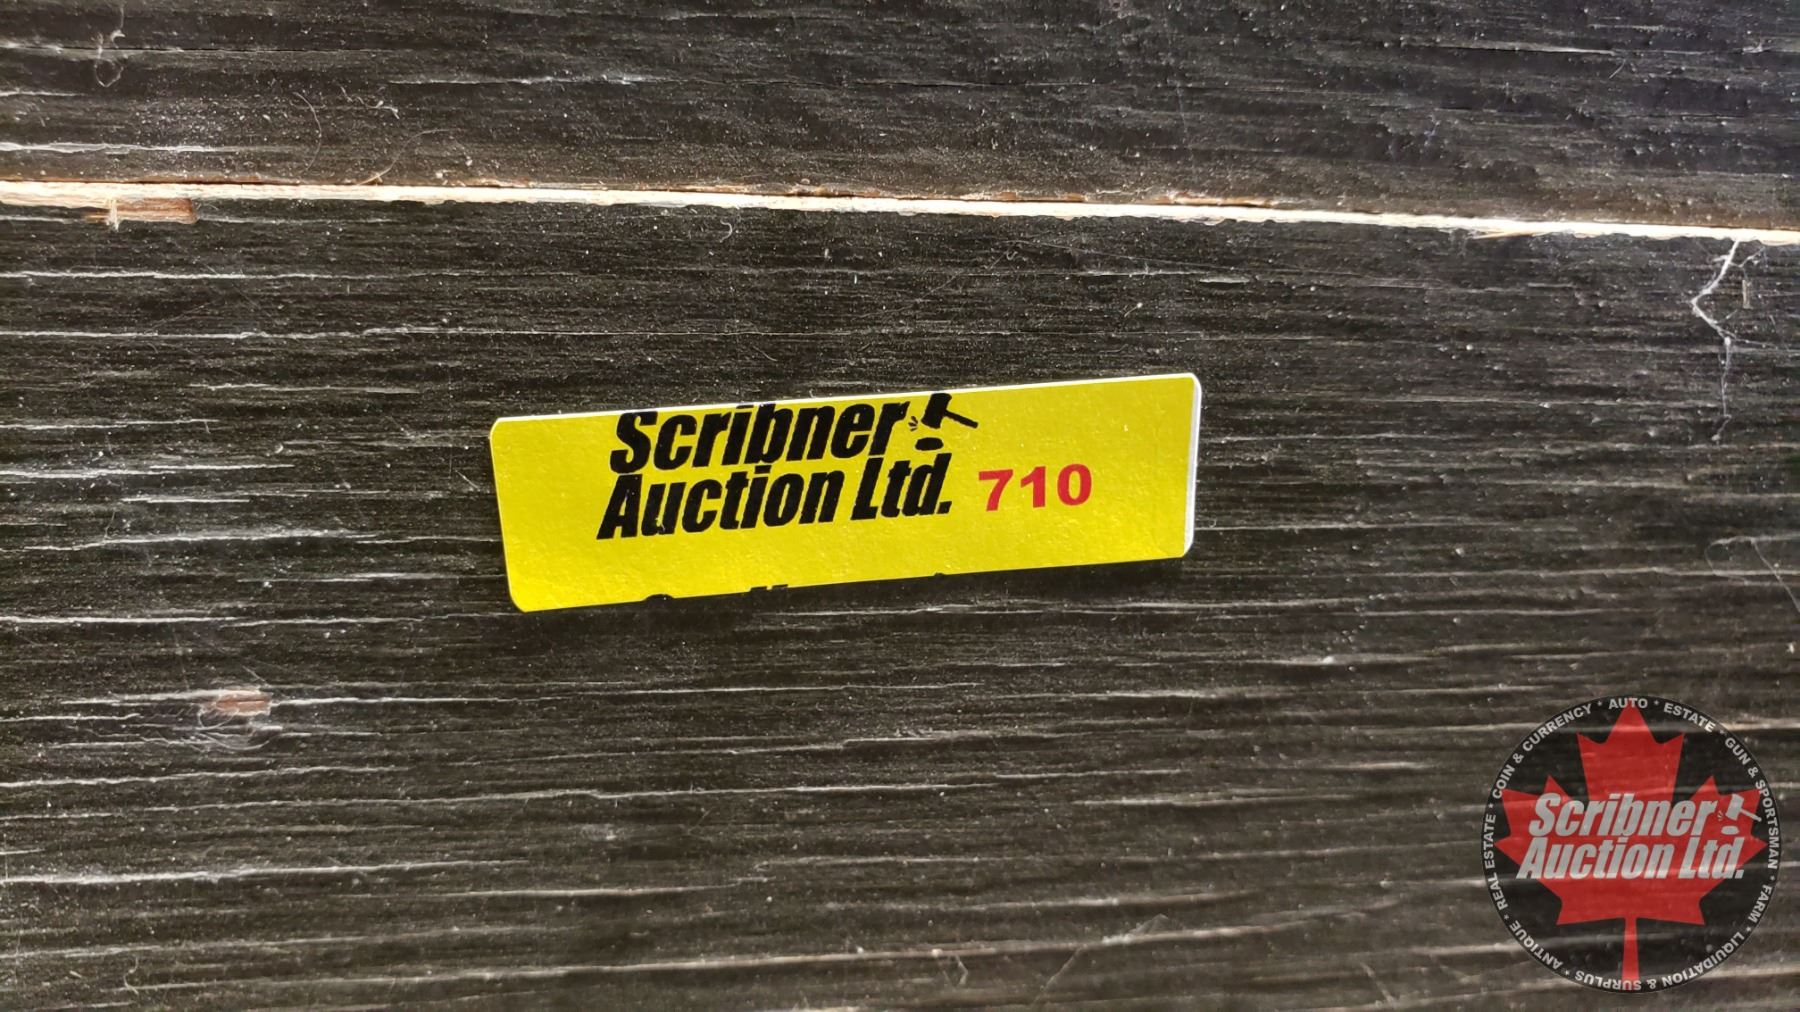 Scribner
Auction Ltd. 710
COIN & CURRENCY * AUTO * ESTATE * GUN & SPORTSMAN * FARM * LIQUIDATION & SURPLUS * ANTIQUE * REAL ESTATE *
Scribner
Auction Ltd.